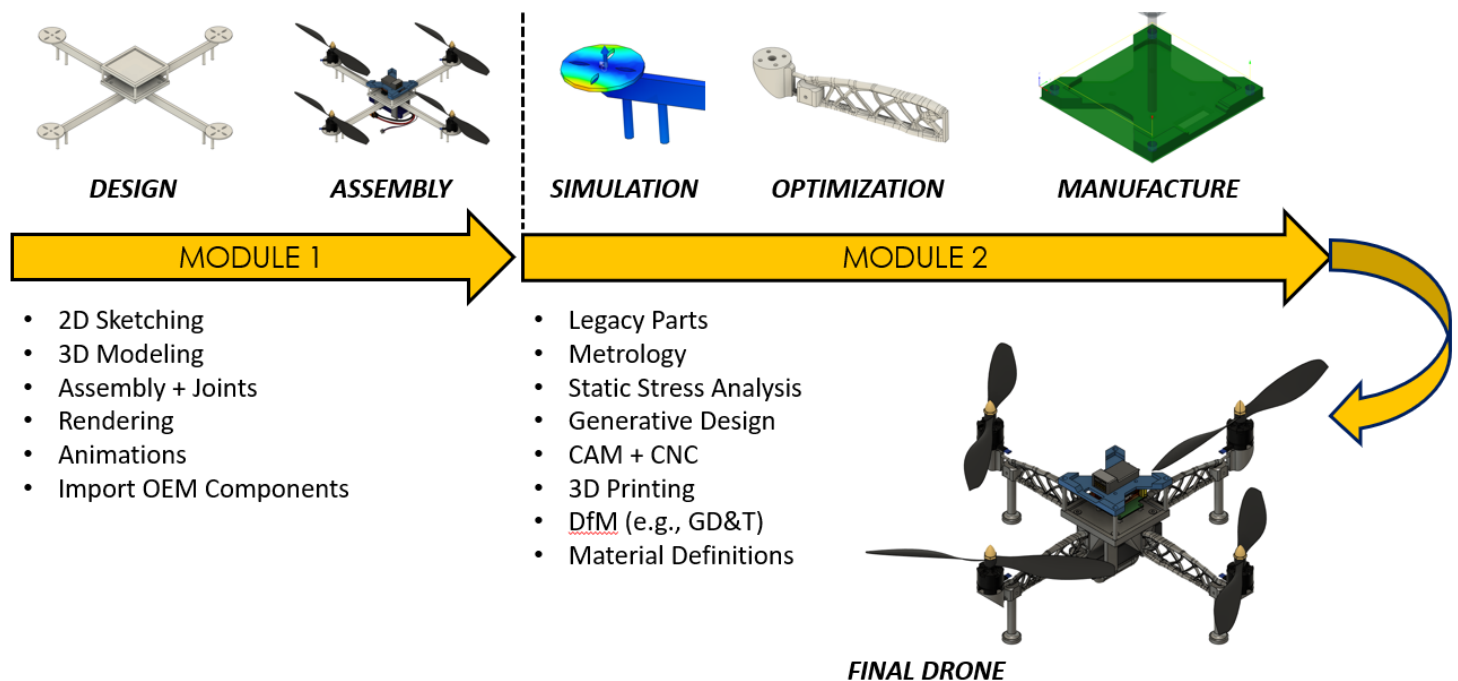 DESIGN
ASSEMBLY
SIMULATION
OPTIMIZATION
MANUFACTURE
MODULE 1
MODULE 2
• 2D Sketching
• 3D Modeling
• Assembly + Joints
• Rendering
• Animations
• Import OEM Components
• Legacy Parts
• Metrology
• Static Stress Analysis
• Generative Design
• CAM + CNC
• 3D Printing
• DfM (e.g., GD&T)
• Material Definitions
FINAL DRONE